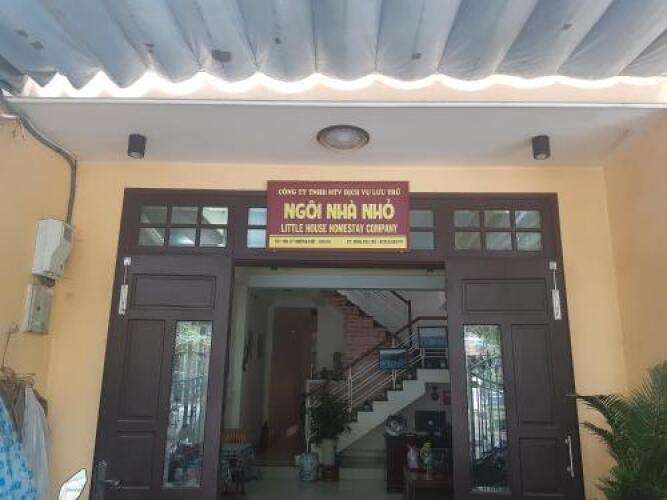 CÔNG TY TNHH MTV DỊCH VỤ LƯU TRÚ
NGÔI NHÀ NHỎ
LITTLE HOUSE HOMESTAY COMPANY